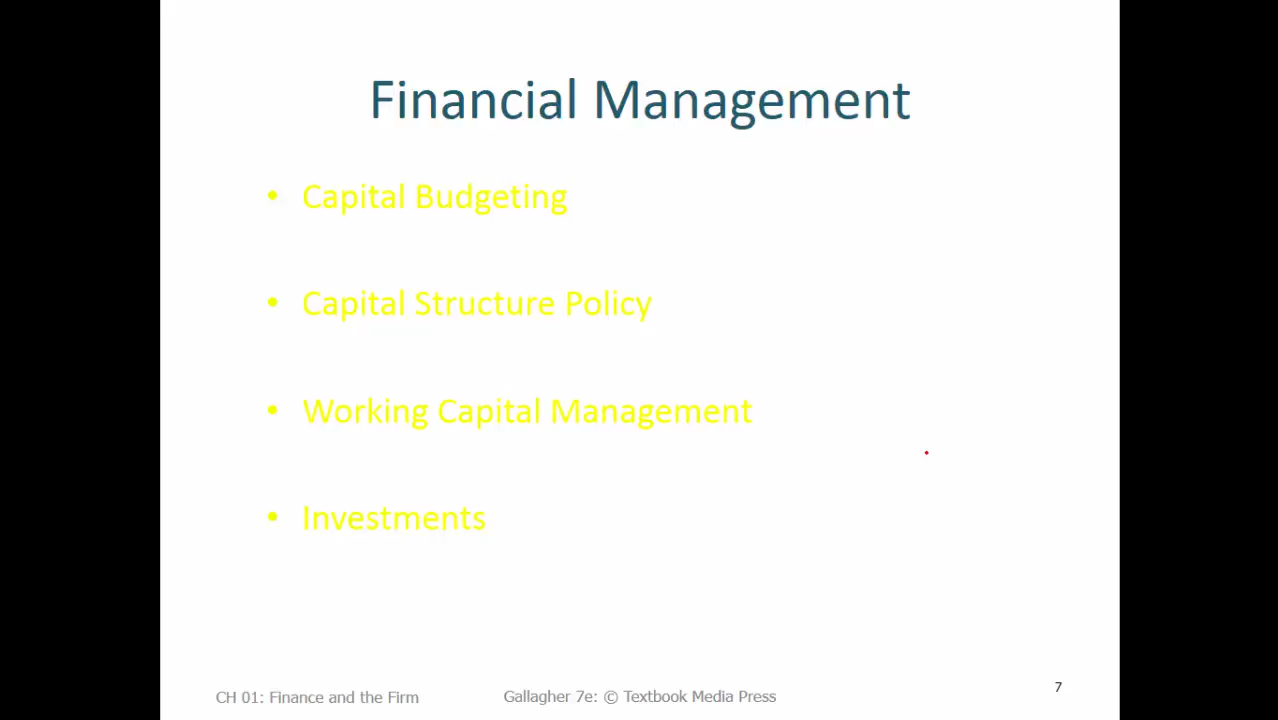 Financial Management
• Capital Budgeting
• Capital Structure Policy
• Working Capital Management
• Investments
CH 01: Finance and the Firm
Gallagher 7e: © Textbook Media Press
7